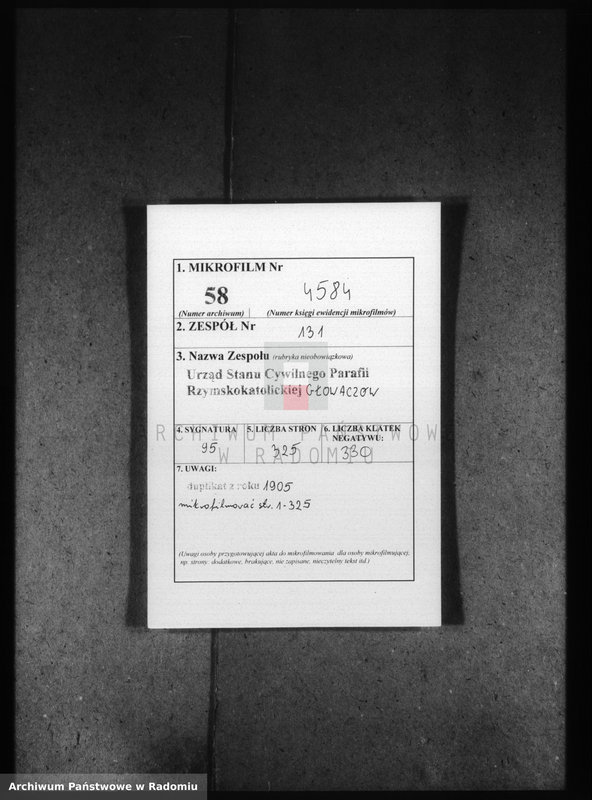 1. MIKROFILM Nr
58 4584
(Numer archiwum) (Numer księgi ewidencji mikrofilmów)
2. ZESPÓŁ Nr 131
3. Nazwa Zespołu (rubryka nieobowiązkowa)
Urząd Stanu Cywilnego Parafii
Rzymskokatolickiej GŁOWACZÓW
4. SYGNATURA 5. LICZBA STRON 6. LICZBA KLATEK
NEGATYWU:
95 325 330
ARCHIWUM PAŃSTWOWE
W RADOMIU
7. UWAGI:
duplikat z roku 1905
mikrofilmować str. 1-325
(Uwagi osoby przygotowującej akta do mikrofilmowania dla osoby mikrofilmującej,
np. strony: dodatkowe, brakujące, nie zapisane, nieczytelny tekst itd.)
Archiwum Państwowe w Radomiu